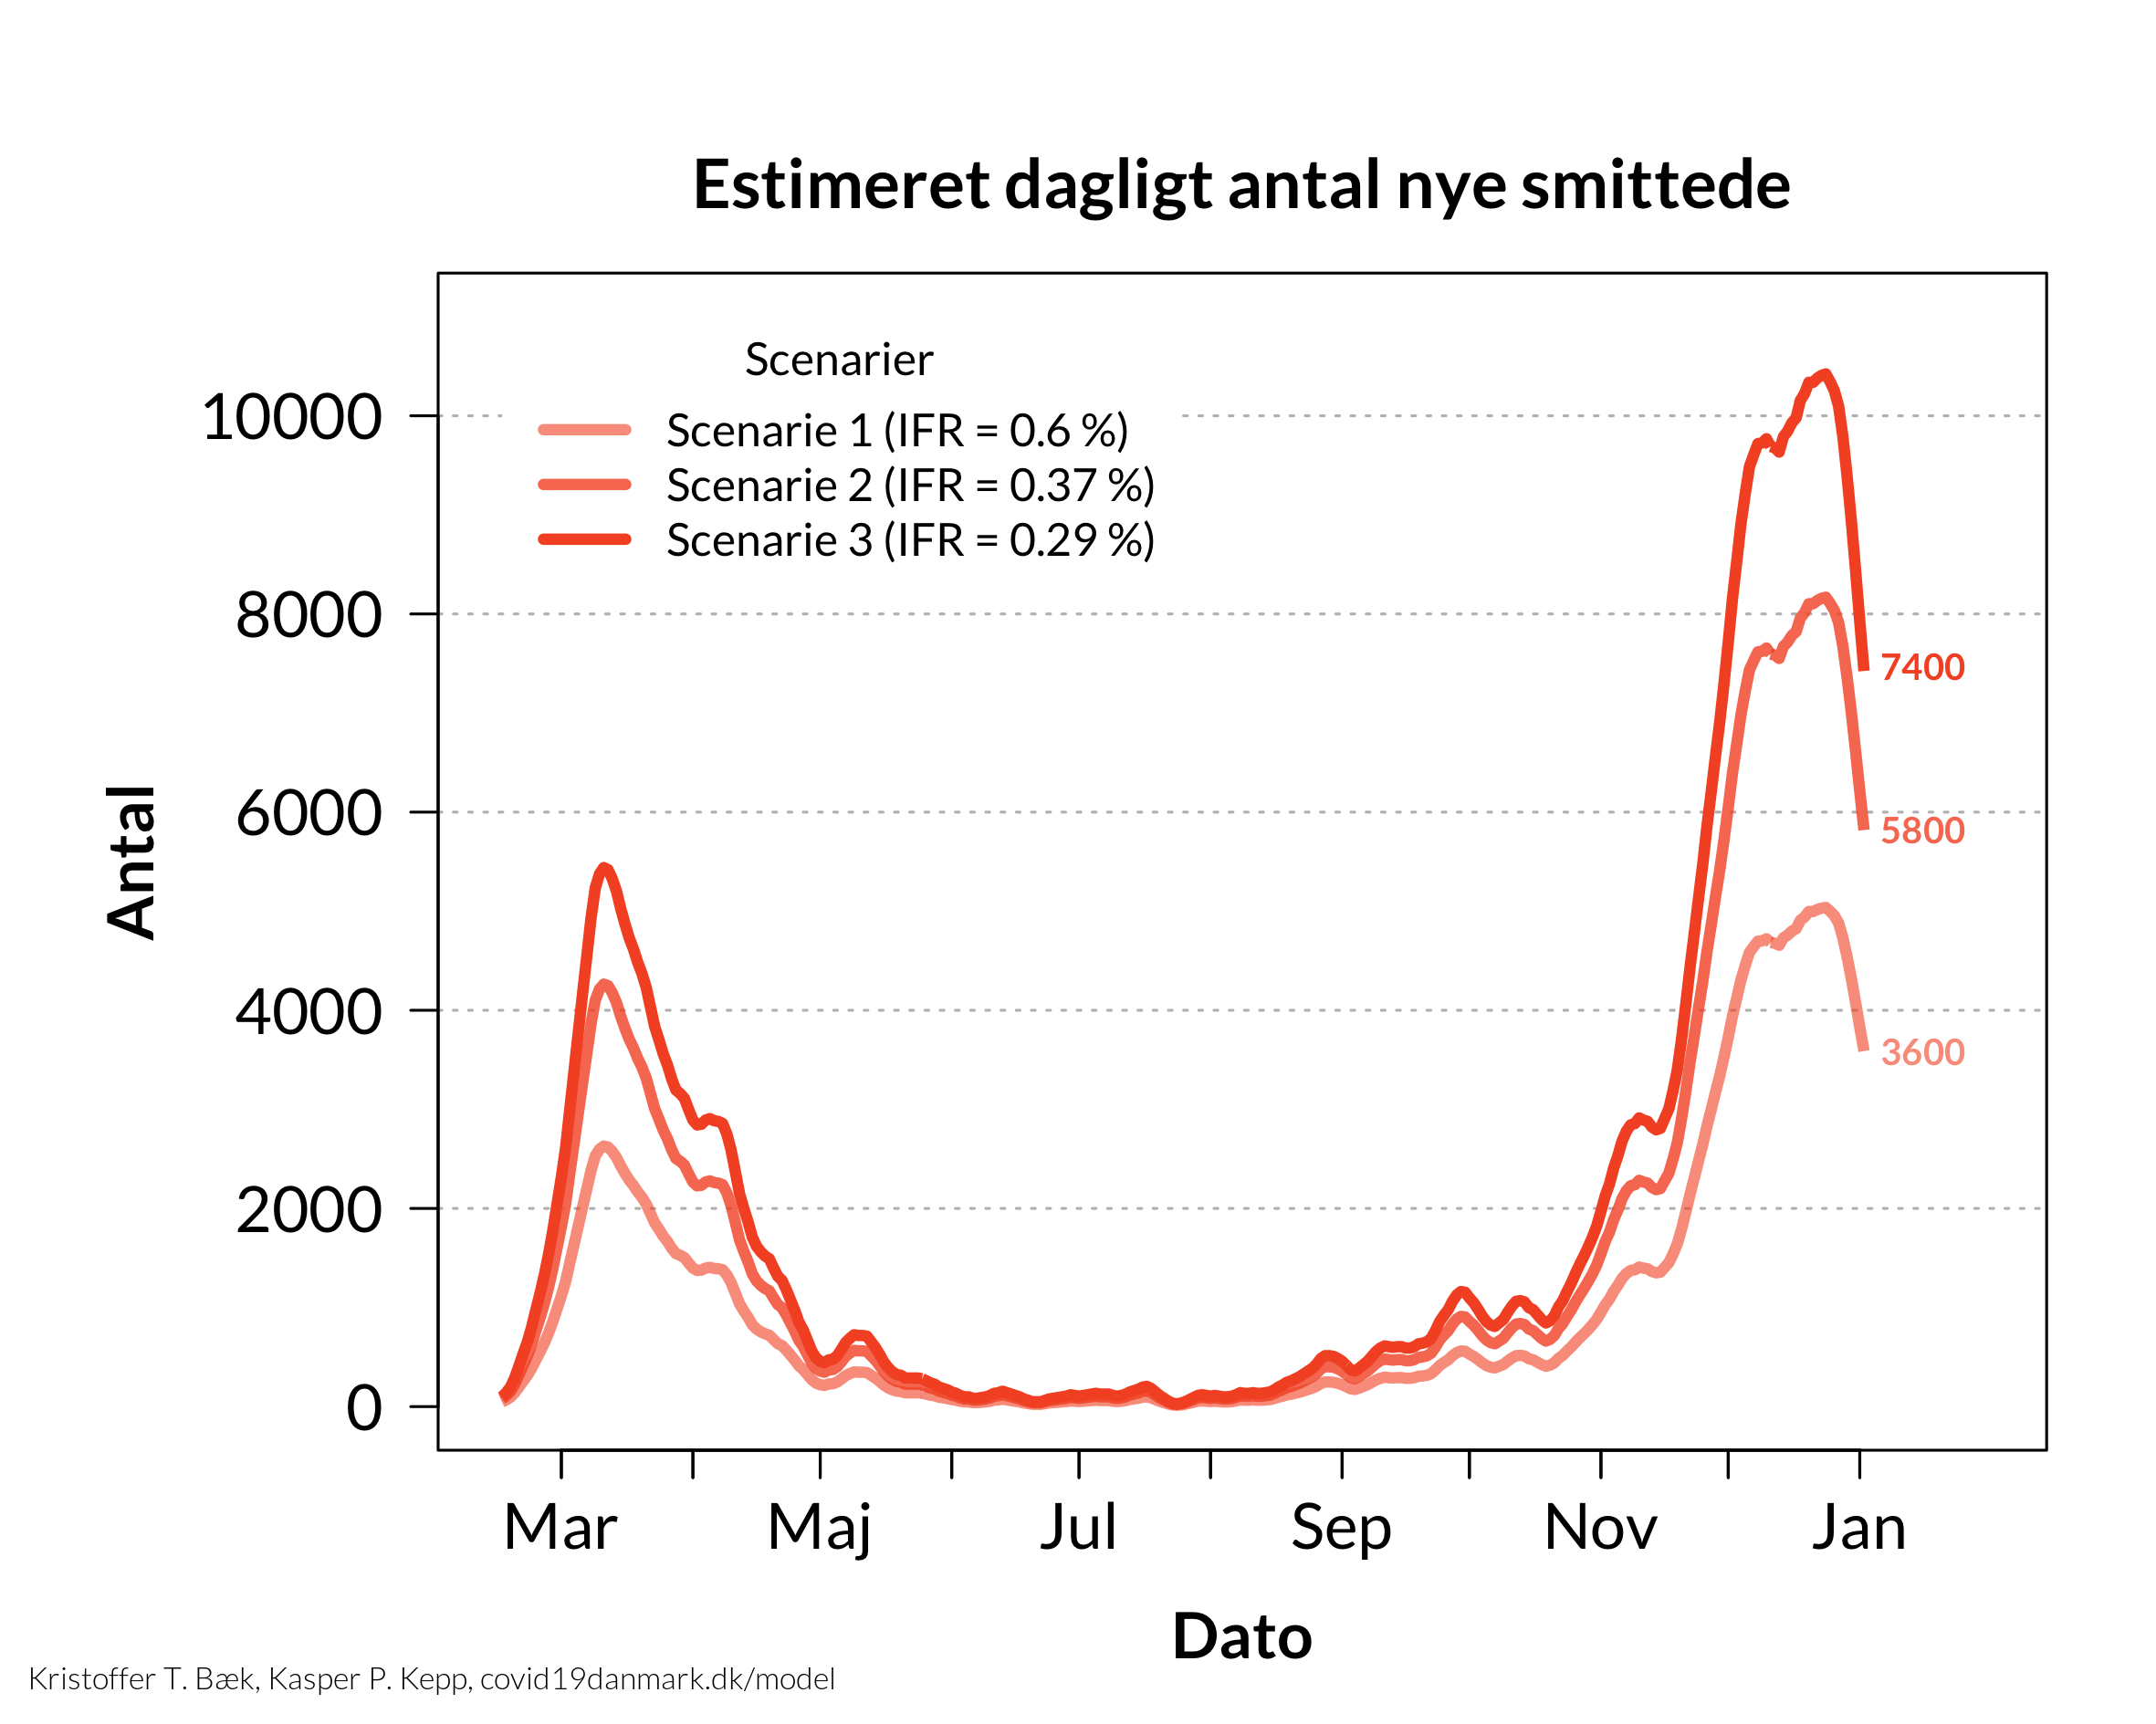 Estimeret dagligt antal nye smittede
Scenarier
Scenarie 1 (IFR = 0.6 %)
Scenarie 2 (IFR = 0.37 %)
Scenarie 3 (IFR = 0.29 %)
10000
8000
6000
4000
2000
0
Antal
7400
5800
3600
Mar Maj Jul Sep Nov Jan
Dato
Kristoffer T. Bæk, Kasper P. Kepp, covid19danmark.dk/model